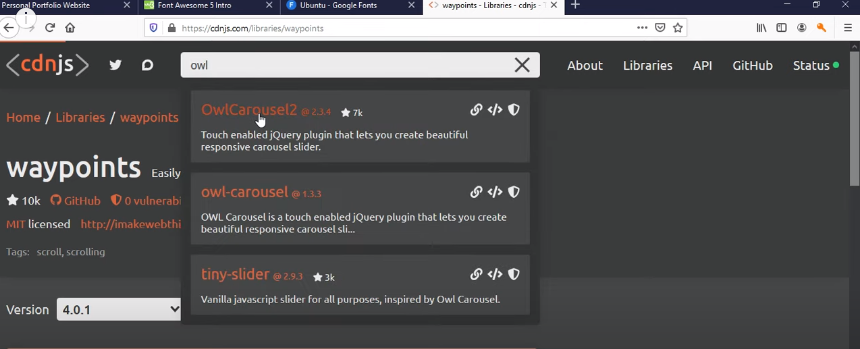 Personal Portfolio Website
Font Awesome 5 Intro
Ubuntu - Google Fonts
waypoints - Libraries - cdnjs -
https://cdnjs.com/libraries/waypoints
<cdnjs>
owl
About
Libraries
API
GitHub
Status
Home / Libraries / waypoints
OwlCarousel2 @ 2.3.4 7k
Touch enabled jQuery plugin that lets you create beautiful
responsive carousel slider.
waypoints Easily
owl-carousel @ 1.3.3
10k GitHub 0 vulnerabi
OWL Carousel is a touch enabled jQuery plugin that lets you create
beautiful responsive carousel sli...
MIT licensed http://imakewebthi
Tags: scroll, scrolling
tiny-slider @ 2.9.3 3k
Vanilla javascript slider for all purposes, inspired by Owl Carousel.
Version 4.0.1